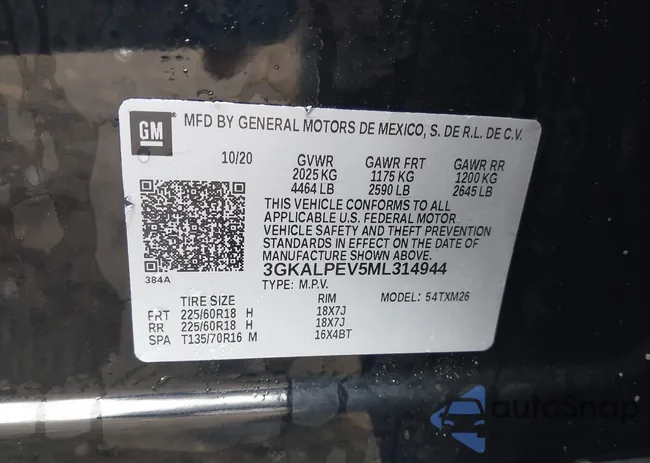 GM
MFD BY GENERAL MOTORS DE MEXICO, S. DE R.L. DE C.V.
10/20 GVWR GAWR FRT GAWR RR
2025 KG 1175 KG 1200 KG
4464 LB 2590 LB 2645 LB
THIS VEHICLE CONFORMS TO ALL
APPLICABLE U.S. FEDERAL MOTOR
VEHICLE SAFETY AND THEFT PREVENTION
STANDARDS IN EFFECT ON THE DATE OF
MANUFACTURE SHOWN ABOVE.
384A
3GKALPEV5ML314944
TYPE: M.P.V.
TIRE SIZE RIM MODEL: 54TXM26
FRT 225/60R18 H 18X7J
RR 225/60R18 H 18X7J
SPA T135/70R16 M 16X4BT
autoSnap